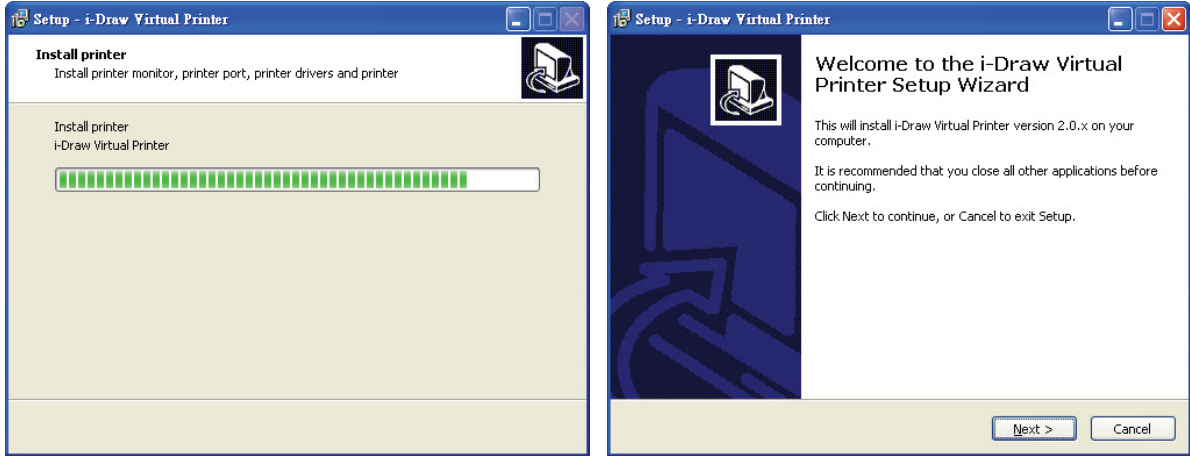 Setup - i-Draw Virtual Printer
Install printer
Install printer monitor, printer port, printer drivers and printer
Install printer
i-Draw Virtual Printer
Setup - i-Draw Virtual Printer
Welcome to the i-Draw Virtual
Printer Setup Wizard
This will install i-Draw Virtual Printer version 2.0.x on your
computer.
It is recommended that you close all other applications before
continuing.
Click Next to continue, or Cancel to exit Setup.
Next >
Cancel